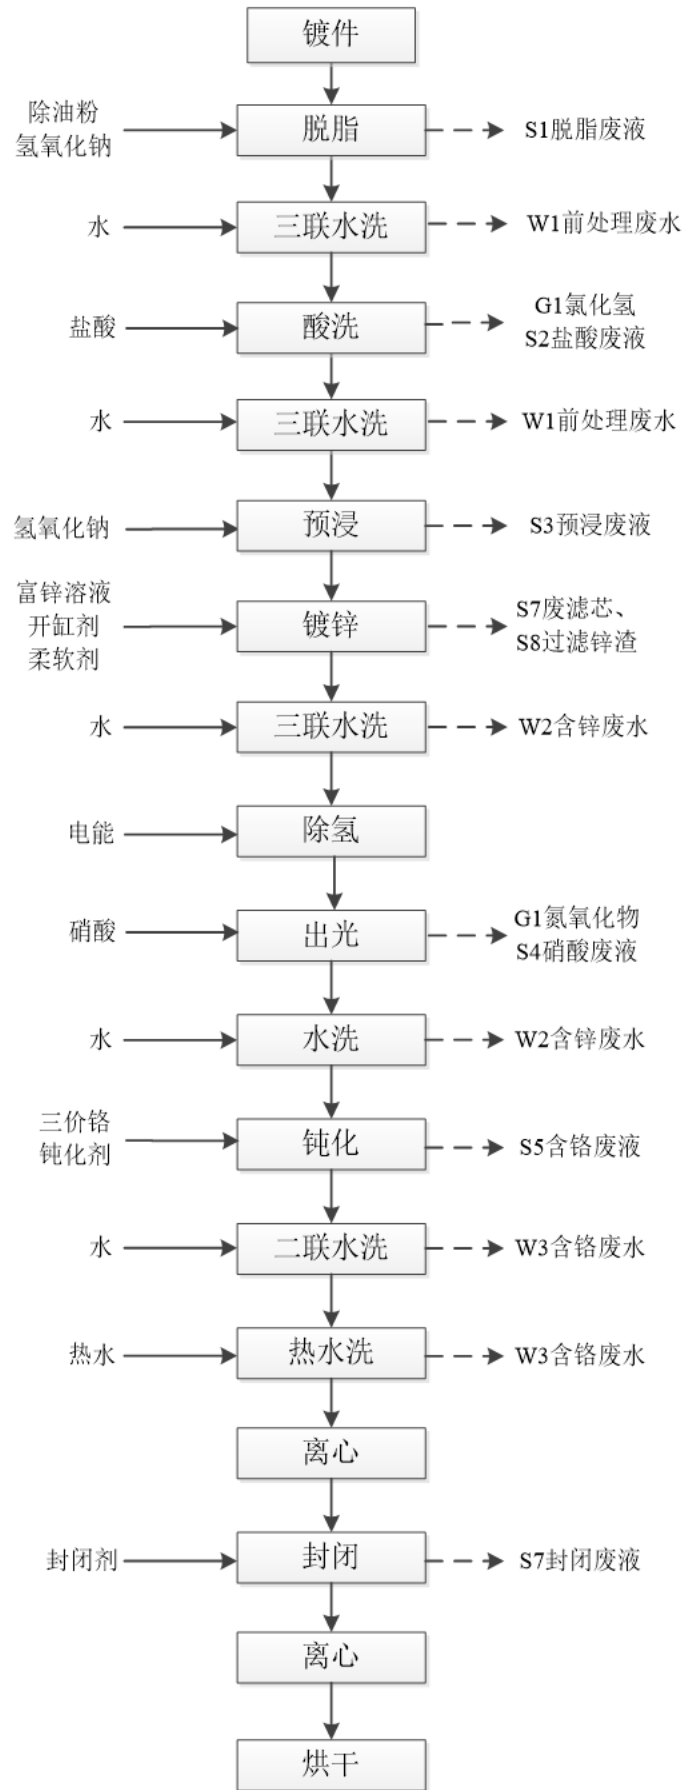 镀件
除油粉
氢氧化钠
脱脂
S1脱脂废液
水
三联水洗
W1前处理废水
盐酸
酸洗
G1氯化氢
S2盐酸废液
水
三联水洗
W1前处理废水
氢氧化钠
预浸
S3预浸废液
富锌溶液
开缸剂
柔软剂
镀锌
S7废滤芯、
S8过滤锌渣
水
三联水洗
W2含锌废水
电能
除氢
硝酸
出光
G1氮氧化物
S4硝酸废液
水
水洗
W2含锌废水
三价铬
钝化剂
钝化
S5含铬废液
水
二联水洗
W3含铬废水
热水
热水洗
W3含铬废水
离心
封闭剂
封闭
S7封闭废液
离心
烘干